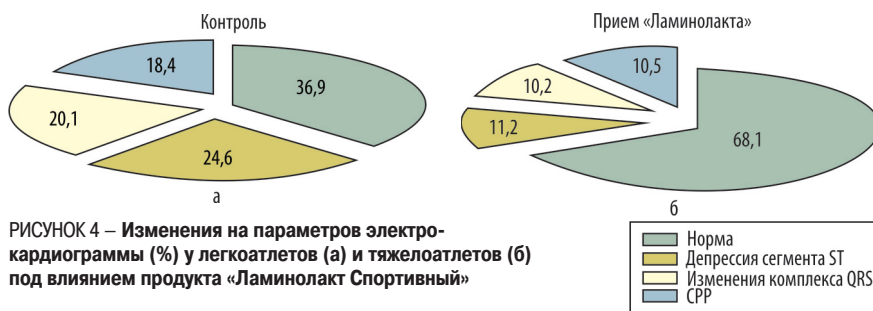 Контроль
18,4
36,9
20,1
24,6
а
Прием «Ламинолакта»
10,5
10,2
11,2
68,1
б
РИСУНОК 4 – Изменения на параметров электро-
кардиограммы (%) у легкоатлетов (а) и тяжелоатлетов (б)
под влиянием продукта «Ламинолакт Спортивный»
Норма
Депрессия сегмента ST
Изменения комплекса QRS
СРР